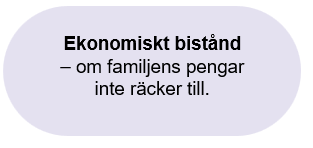 Ekonomiskt bistånd
– om familjens pengar
inte räcker till.